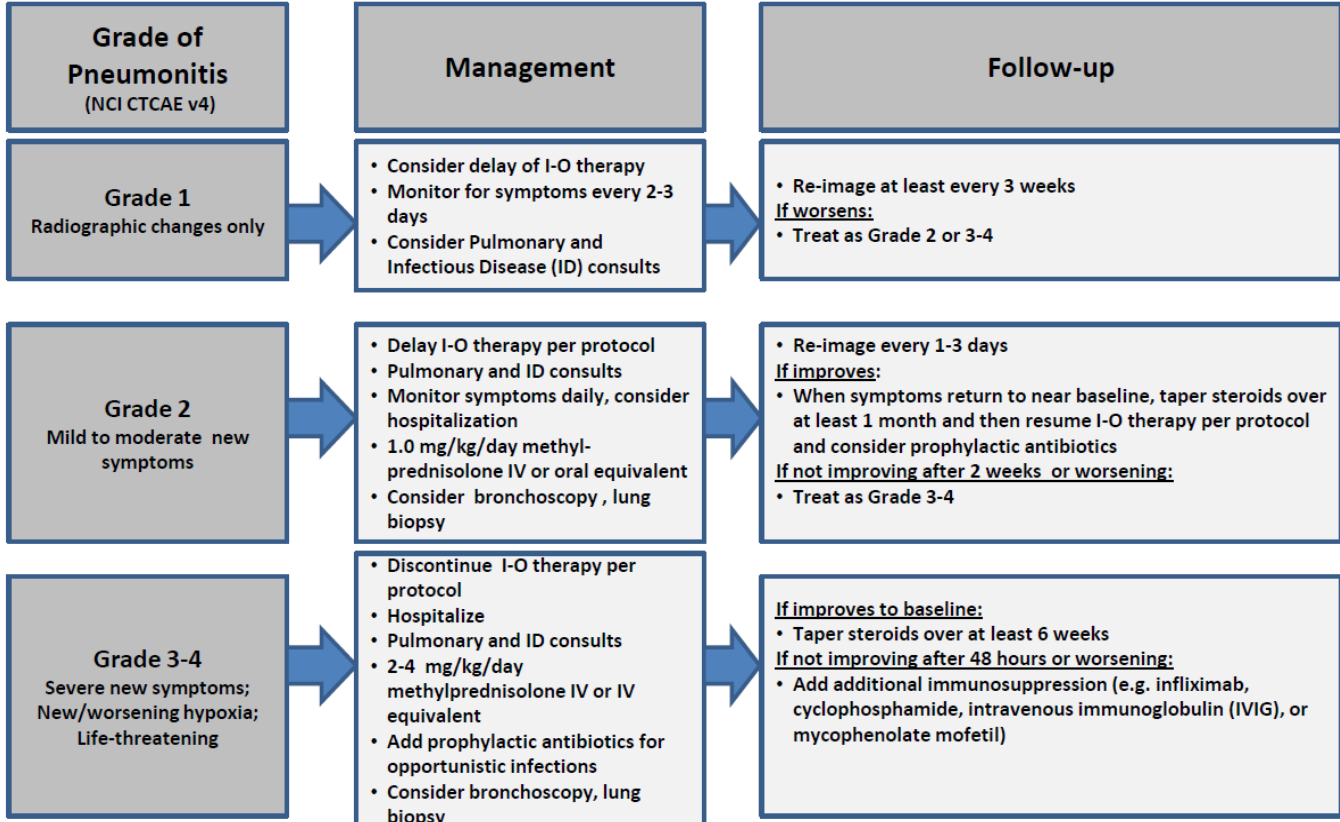 Grade of
Pneumonitis
(NCI CTCAE v4)
Management
Follow-up
Grade 1
Radiographic changes only
• Consider delay of I-O therapy
• Monitor for symptoms every 2-3
days
• Consider Pulmonary and
Infectious Disease (ID) consults
• Re-image at least every 3 weeks
If worsens:
• Treat as Grade 2 or 3-4
Grade 2
Mild to moderate new
symptoms
• Delay I-O therapy per protocol
• Pulmonary and ID consults
• Monitor symptoms daily, consider
hospitalization
• 1.0 mg/kg/day methyl-
prednisolone IV or oral equivalent
• Consider bronchoscopy , lung
biopsy
• Re-image every 1-3 days
If improves:
• When symptoms return to near baseline, taper steroids over
at least 1 month and then resume I-O therapy per protocol
and consider prophylactic antibiotics
If not improving after 2 weeks or worsening:
• Treat as Grade 3-4
Grade 3-4
Severe new symptoms;
New/worsening hypoxia;
Life-threatening
• Discontinue I-O therapy per
protocol
• Hospitalize
• Pulmonary and ID consults
• 2-4 mg/kg/day
methylprednisolone IV or IV
equivalent
• Add prophylactic antibiotics for
opportunistic infections
• Consider bronchoscopy, lung
biopsy
If improves to baseline:
• Taper steroids over at least 6 weeks
If not improving after 48 hours or worsening:
• Add additional immunosuppression (e.g. infliximab,
cyclophosphamide, intravenous immunoglobulin (IVIG), or
mycophenolate mofetil)